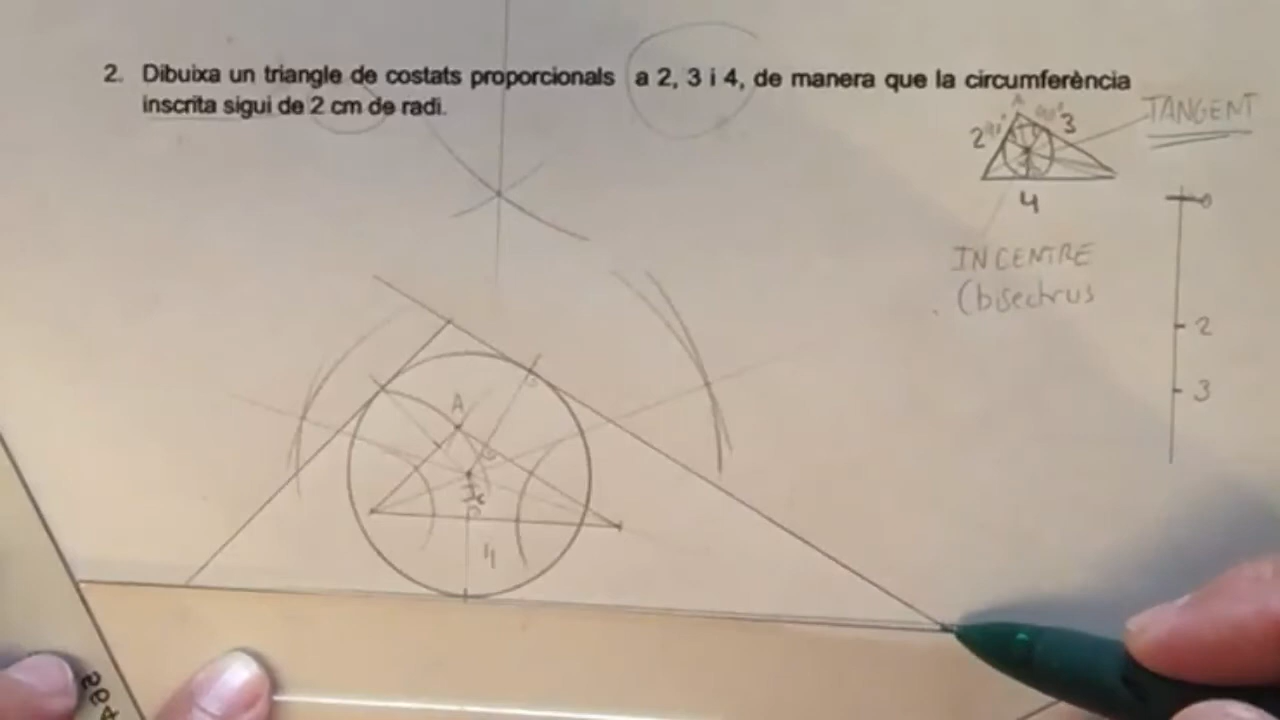 2. Dibuixa un triangle de costats proporcionals a 2, 3 i 4, de manera que la circumferència
inscrita sigui de 2 cm de radi.
TANGENT
A
2 3
4
0
INCENTRE
(bisectrus
2
3
A
4